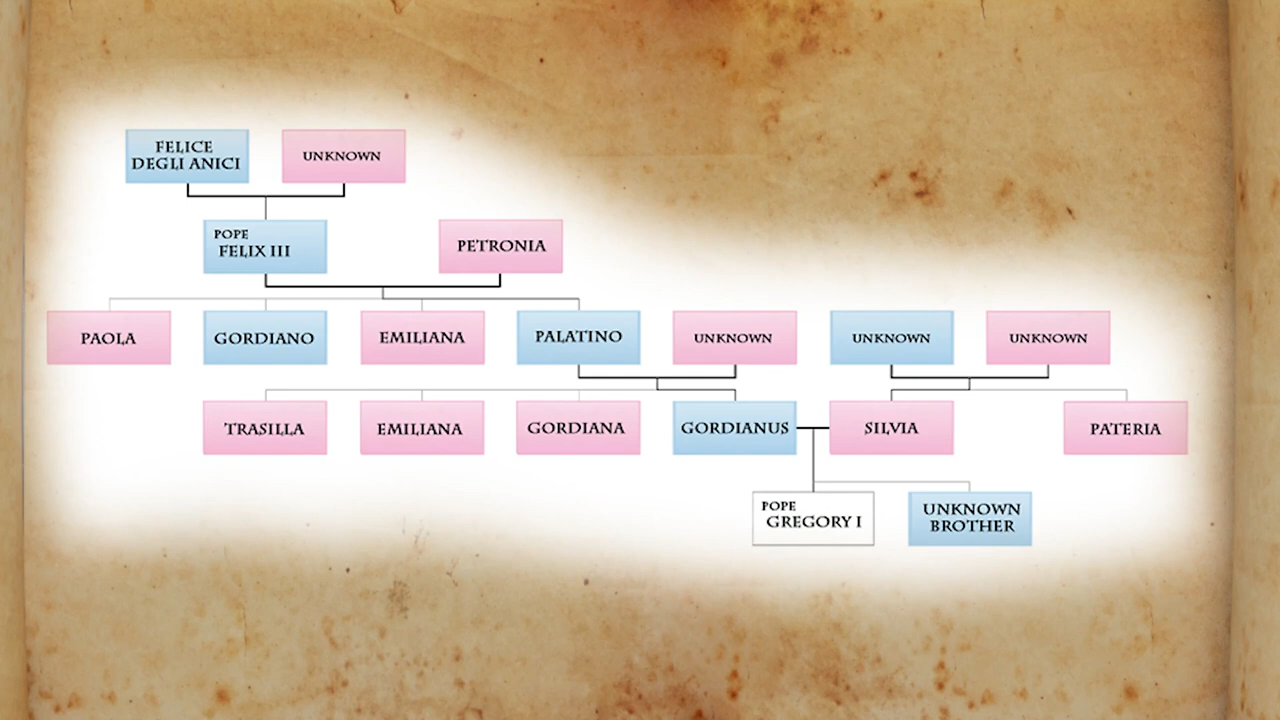 FELICE
DEGLI ANICI
UNKNOWN
POPE
FELIX III
PETRONIA
PAOLA
GORDIANO
EMILIANA
PALATINO
UNKNOWN
UNKNOWN
UNKNOWN
TRASILLA
EMILIANA
GORDIANA
GORDIANUS
SILVIA
PATERIA
POPE
GREGORY I
UNKNOWN
BROTHER